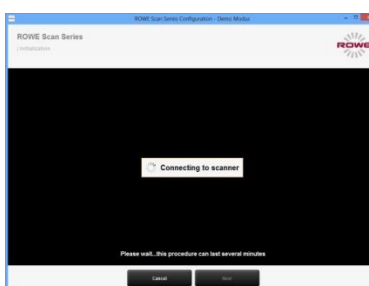 ROWE Scan Series Configuration - Demo Modus
ROWE Scan Series
/ Initialization
ROWE
Connecting to scanner
Please wait...this procedure can last several minutes
Cancel
Next